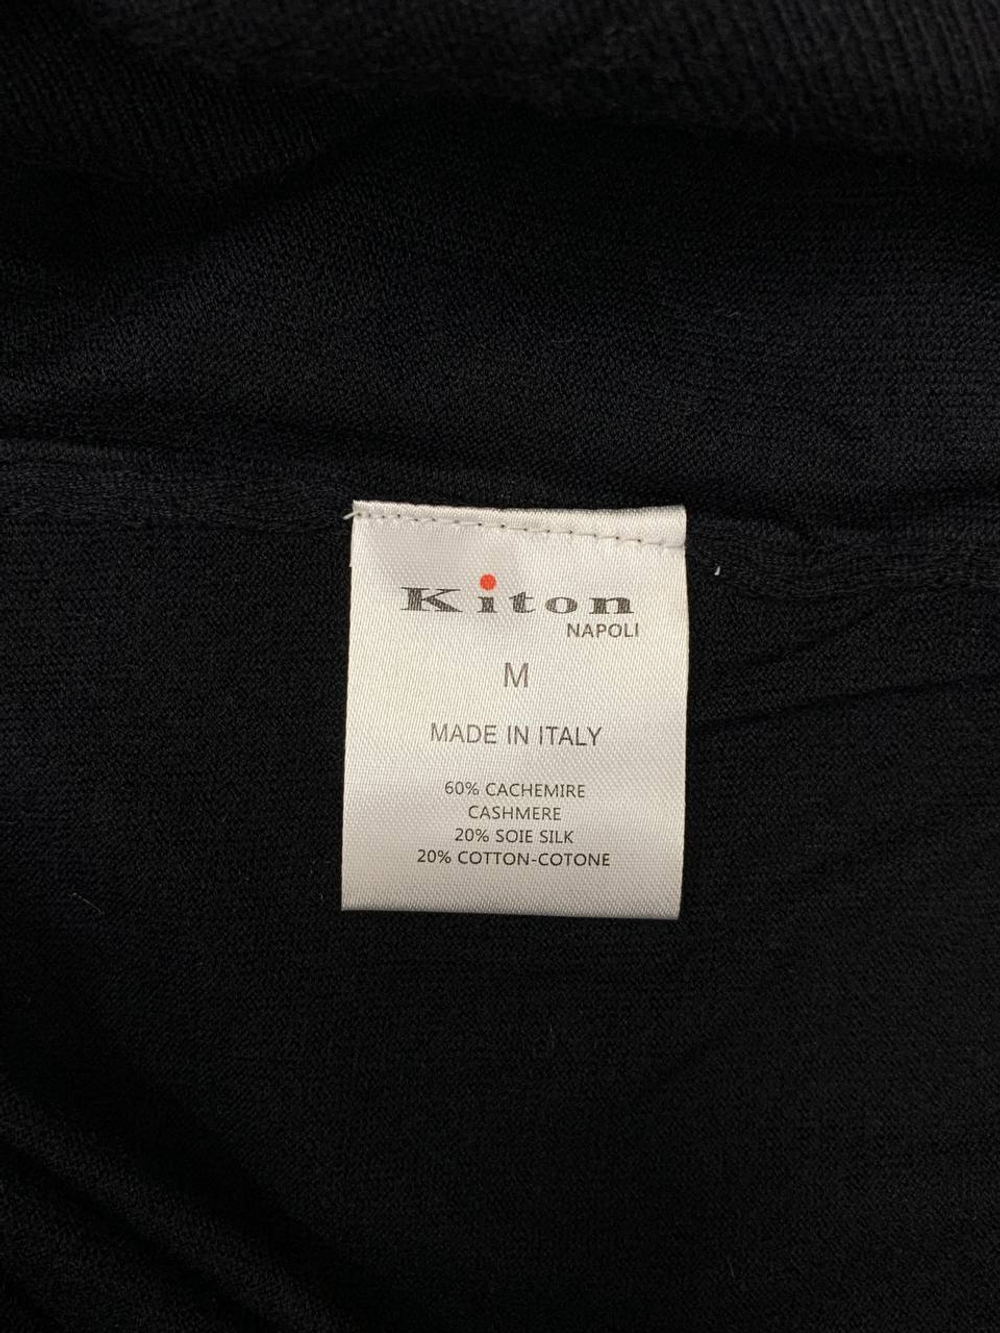 Kiton
NAPOLI
M
MADE IN ITALY
60% CACHEMIRE
CASHMERE
20% SOIE SILK
20% COTTON-COTONE